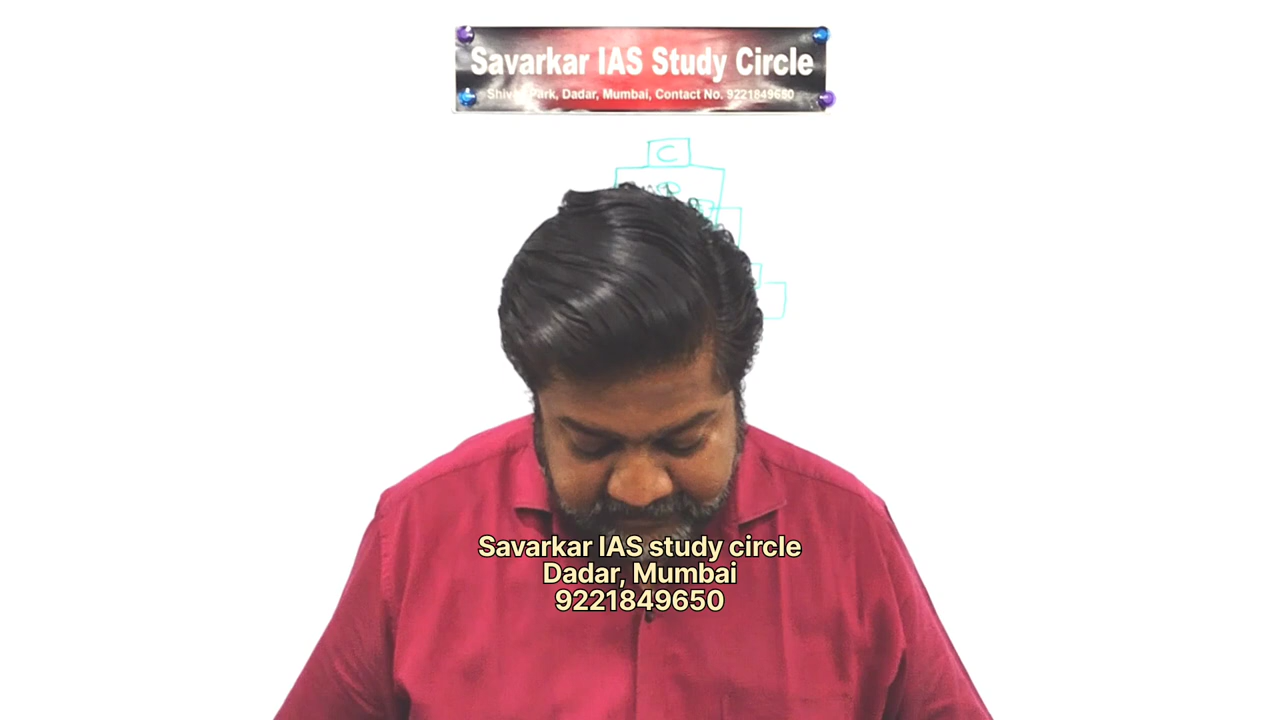 Savarkar IAS Study Circle
Park, Dadar, Mumbai, Contact No. 9221849650
C
Savarkar IAS study circle
Dadar, Mumbai
9221849650